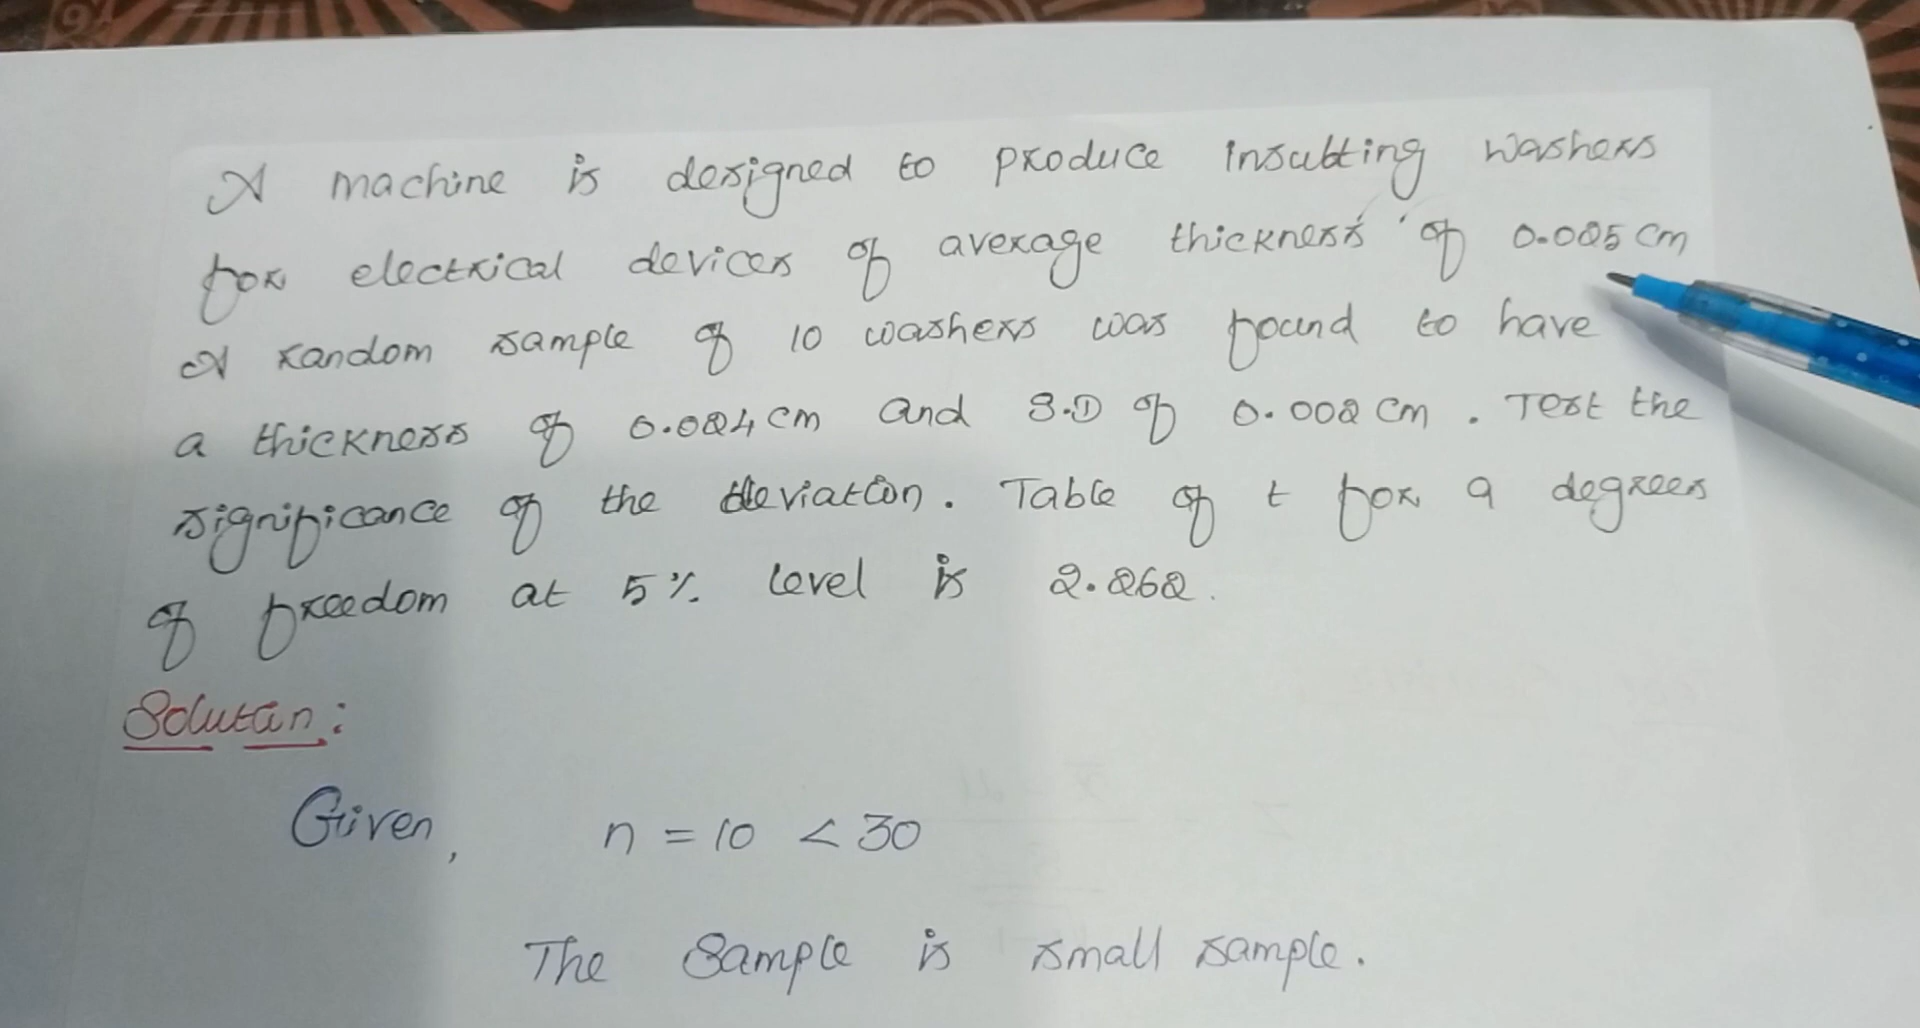 A machine is designed to produce insulting washers
for electrical devices of average thickness of 0.025 cm
A random sample of 10 washers was found to have
a thickness of 0.024 cm and S.D of 0.002 cm. Test the
significance of the deviation. Table of t for 9 degrees
of freedom at 5% level is 2.262.
Solution:
Given, n = 10 < 30
The Sample is small sample.